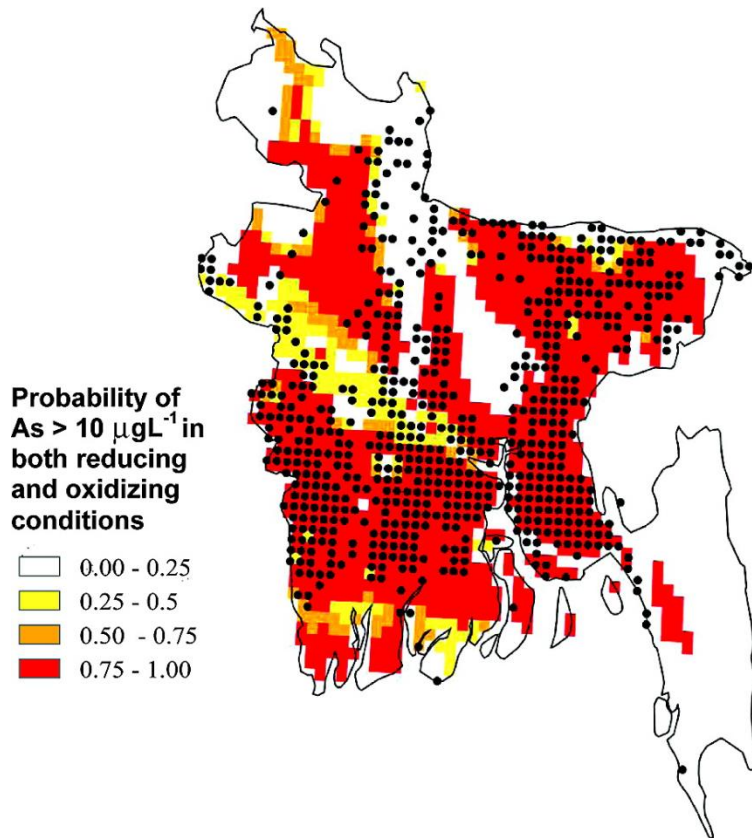 Probability of
As > 10 μgL⁻¹ in
both reducing
and oxidizing
conditions
0.00 - 0.25
0.25 - 0.5
0.50 - 0.75
0.75 - 1.00